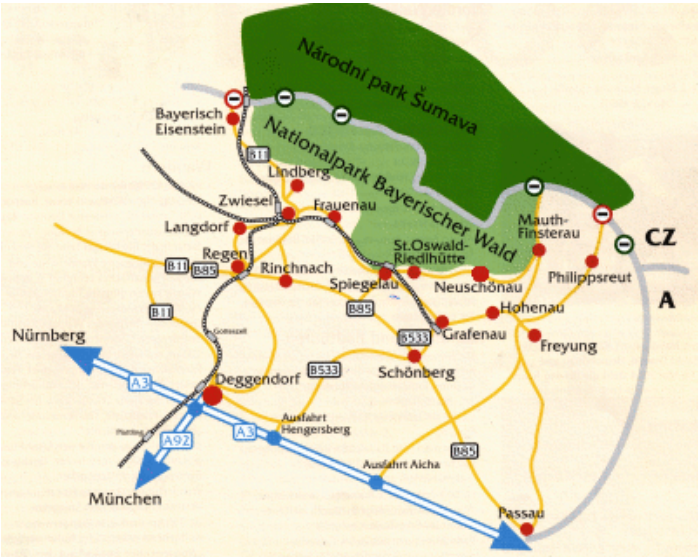 Národní park Šumava
Nationalpark Bayerischer Wald
Bayerisch
Eisenstein
B11
Lindberg
Zwiesel
Frauenau
Langdorf
Mauth-
Finsterau
CZ
St.Oswald-
Riedlhütte
Regen
B11
B85
Rinchnach
Spiegelau
Neuschönau
Philippsreut
A
B11
B85
Hohenau
Nürnberg
Gotteszell
B533
Grafenau
Freyung
A3
Deggendorf
B533
Schönberg
Ausfahrt
Hengersberg
Plattling
A92
A3
B85
Ausfahrt Aicha
München
Passau